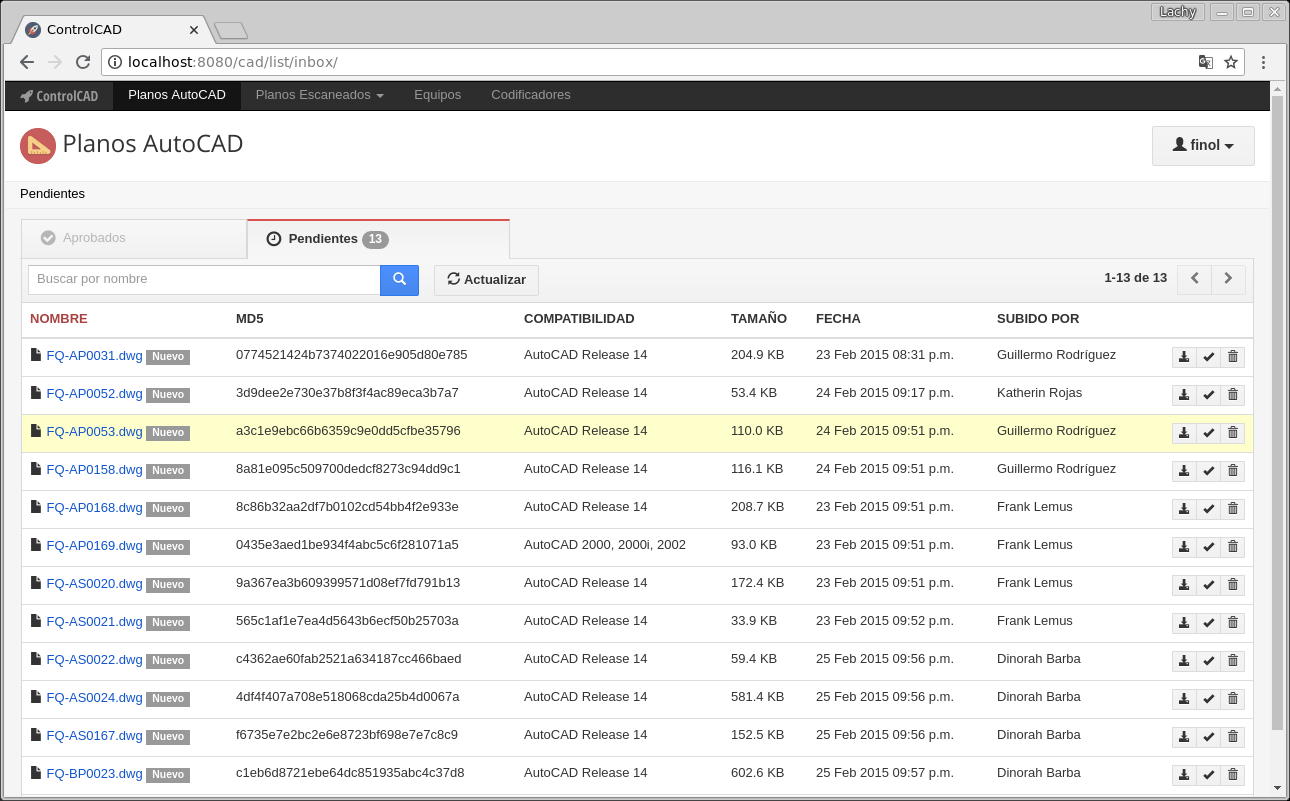 Lachy
ControlCAD
localhost:8080/cad/list/inbox/
ControlCAD Planos AutoCAD Planos Escaneados Equipos Codificadores
Planos AutoCAD
finol
Pendientes
Aprobados
Pendientes 13
Buscar por nombre
Actualizar
1-13 de 13
NOMBRE MD5 COMPATIBILIDAD TAMAÑO FECHA SUBIDO POR
FQ-AP0031.dwg Nuevo 0774521424b7374022016e905d80e785 AutoCAD Release 14 204.9 KB 23 Feb 2015 08:31 p.m. Guillermo Rodríguez
FQ-AP0052.dwg Nuevo 3d9dee2e730e37b8f3f4ac89eca3b7a7 AutoCAD Release 14 53.4 KB 24 Feb 2015 09:17 p.m. Katherin Rojas
FQ-AP0053.dwg Nuevo a3c1e9ebc66b6359c9e0dd5cfbe35796 AutoCAD Release 14 110.0 KB 24 Feb 2015 09:51 p.m. Guillermo Rodríguez
FQ-AP0158.dwg Nuevo 8a81e095c509700dedcf8273c94dd9c1 AutoCAD Release 14 116.1 KB 24 Feb 2015 09:51 p.m. Guillermo Rodríguez
FQ-AP0168.dwg Nuevo 8c86b32aa2df7b0102cd54bb4f2e933e AutoCAD Release 14 208.7 KB 23 Feb 2015 09:51 p.m. Frank Lemus
FQ-AP0169.dwg Nuevo 0435e3aed1be934f4abc5c6f281071a5 AutoCAD 2000, 2000i, 2002 93.0 KB 23 Feb 2015 09:51 p.m. Frank Lemus
FQ-AS0020.dwg Nuevo 9a367ea3b609399571d08ef7fd791b13 AutoCAD Release 14 172.4 KB 23 Feb 2015 09:51 p.m. Frank Lemus
FQ-AS0021.dwg Nuevo 565c1af1e7ea4d5643b6ecf50b25703a AutoCAD Release 14 33.9 KB 23 Feb 2015 09:52 p.m. Frank Lemus
FQ-AS0022.dwg Nuevo c4362ae60fab2521a634187cc466baed AutoCAD Release 14 59.4 KB 25 Feb 2015 09:56 p.m. Dinorah Barba
FQ-AS0024.dwg Nuevo 4df4f407a708e518068cda25b4d0067a AutoCAD Release 14 581.4 KB 25 Feb 2015 09:56 p.m. Dinorah Barba
FQ-AS0167.dwg Nuevo f6735e7e2bc2e6e8723bf698e7e7c8c9 AutoCAD Release 14 152.5 KB 25 Feb 2015 09:56 p.m. Dinorah Barba
FQ-BP0023.dwg Nuevo c1eb6d8721ebe64dc851935abc4c37d8 AutoCAD Release 14 602.6 KB 25 Feb 2015 09:57 p.m. Dinorah Barba